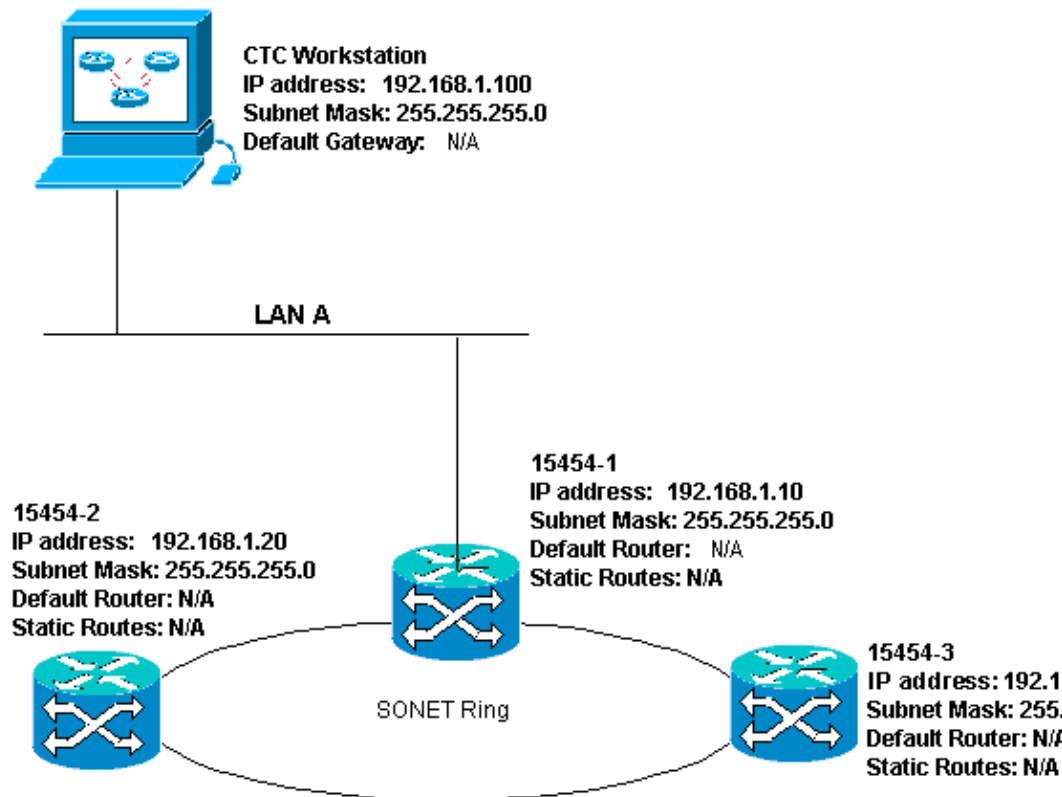 CTC Workstation
IP address: 192.168.1.100
Subnet Mask: 255.255.255.0
Default Gateway: N/A
LAN A
15454-1
IP address: 192.168.1.10
Subnet Mask: 255.255.255.0
Default Router: N/A
Static Routes: N/A
15454-2
IP address: 192.168.1.20
Subnet Mask: 255.255.255.0
Default Router: N/A
Static Routes: N/A
SONET Ring
15454-3
IP address: 192.1
Subnet Mask: 255.
Default Router: N/A
Static Routes: N/A